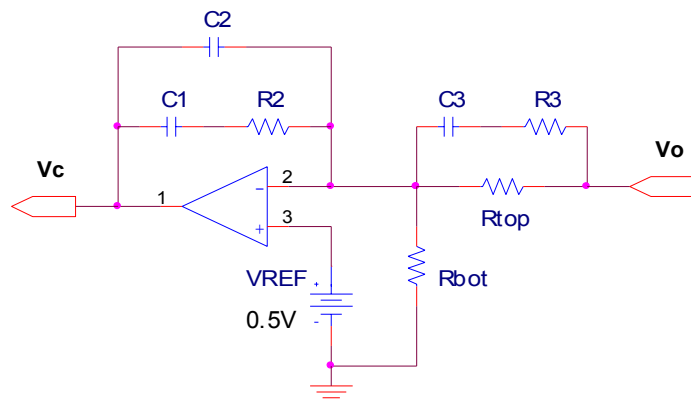 C2
C1
R2
C3
R3
Vc
Vo
1
2
3
-
+
Rtop
Rbot
VREF
+
-
0.5V